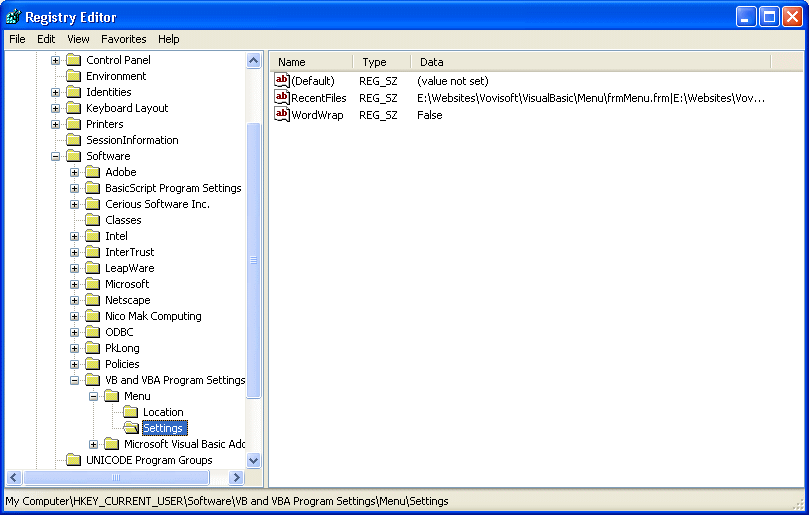 Registry Editor
File Edit View Favorites Help
Control Panel
Environment
Identities
Keyboard Layout
Printers
SessionInformation
Software
Adobe
BasicScript Program Settings
Cerious Software Inc.
Classes
Intel
InterTrust
LeapWare
Microsoft
Netscape
Nico Mak Computing
ODBC
PkLong
Policies
VB and VBA Program Settings
Menu
Location
Settings
Microsoft Visual Basic Add
UNICODE Program Groups
Name Type Data
ab (Default) REG_SZ (value not set)
ab RecentFiles REG_SZ E:\Websites\Vovisoft\VisualBasic\Menu\frmMenu.frm|E:\Websites\Vov...
ab WordWrap REG_SZ False
My Computer\HKEY_CURRENT_USER\Software\VB and VBA Program Settings\Menu\Settings